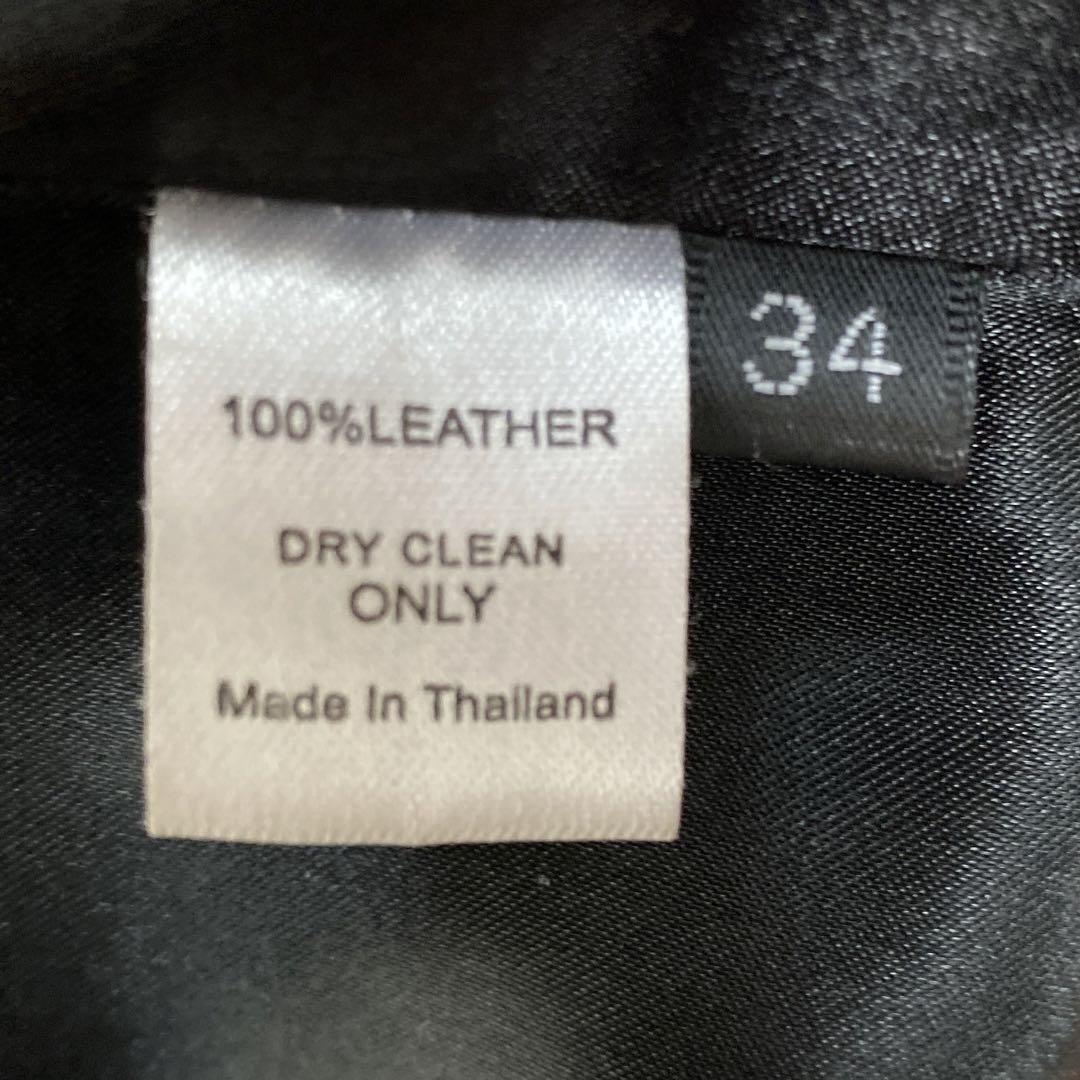 100%LEATHER
DRY CLEAN
ONLY
Made In Thailand
34